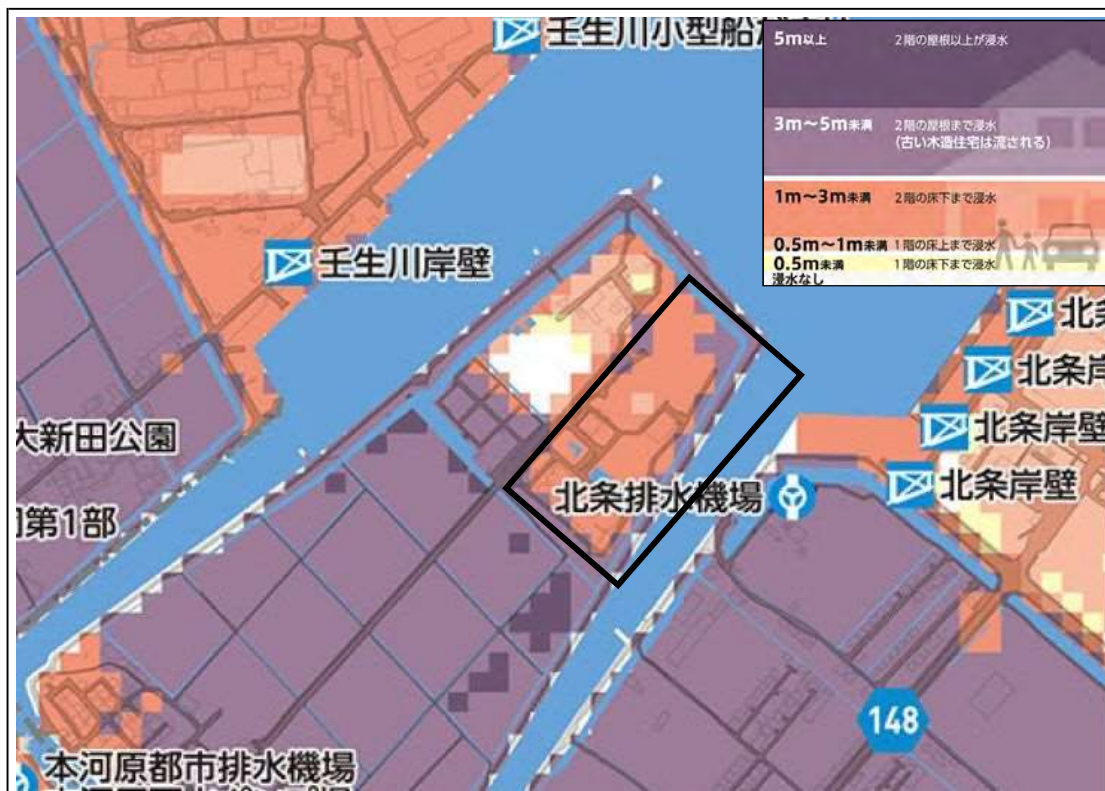 壬生川小型船
5m以上 2階の屋根以上が浸水
3m～5m未満 2階の屋根まで浸水
(古い木造住宅は流される)
1m～3m未満 2階の床下まで浸水
0.5m～1m未満 1階の床上まで浸水
0.5m未満 1階の床下まで浸水
浸水なし
壬生川岸壁
北条
北条岸
北条岸壁
北条岸壁
大新田公園
北条排水機場
第1部
148
本河原都市排水機場